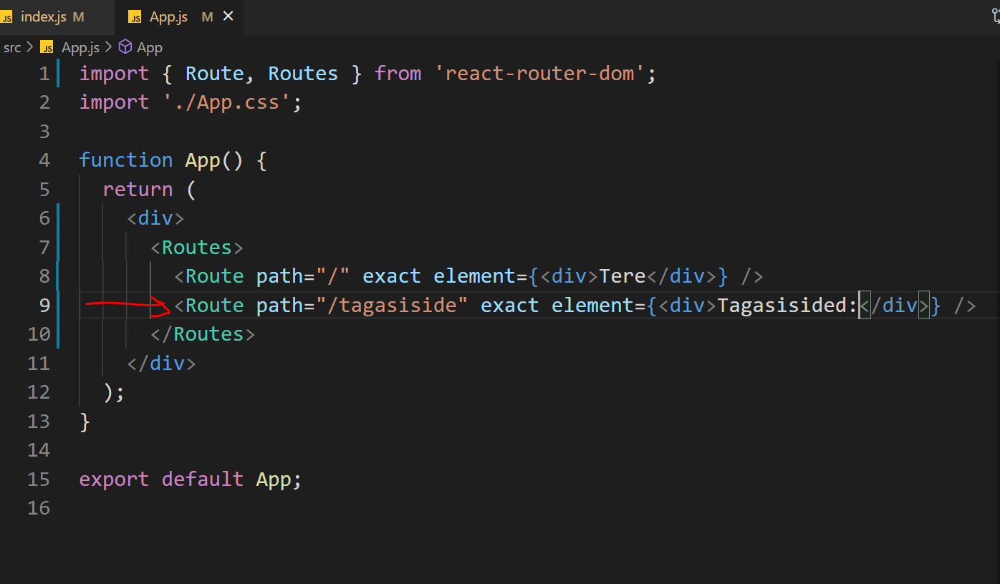 JS index.js M JS App.js M
src > JS App.js > App
1 import { Route, Routes } from 'react-router-dom';
2 import './App.css';
3
4 function App() {
5   return (
6     <div>
7       <Routes>
8         <Route path="/" exact element={<div>Tere</div>} />
9         <Route path="/tagasiside" exact element={<div>Tagasisided:</div>} />
10       </Routes>
11     </div>
12   );
13 }
14
15 export default App;
16